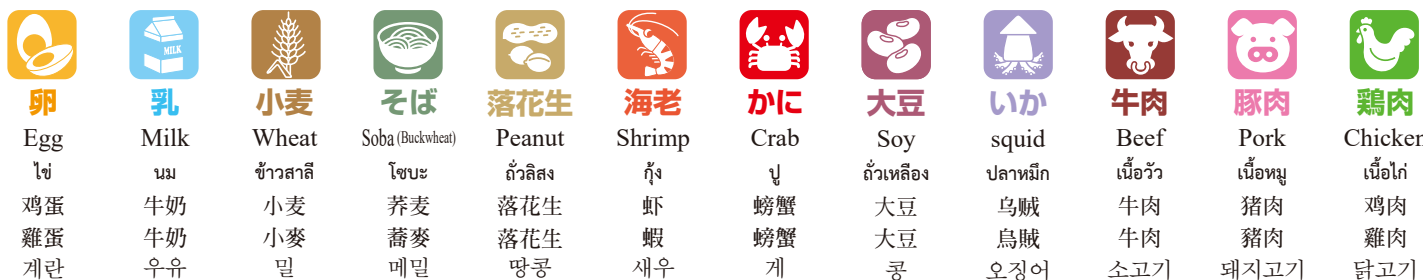 MILK
卵 乳 小麦 そば 落花生 海老 かに 大豆 いか 牛肉 豚肉 鶏肉
Egg Milk Wheat Soba (Buckwheat) Peanut Shrimp Crab Soy squid Beef Pork Chicken
ไข่ นม ข้าวสาลี โซบะ ถั่วลิสง กุ้ง ปู ถั่วเหลือง ปลาหมึก เนื้อวัว เนื้อหมู เนื้อไก่
鸡蛋 牛奶 小麦 荞麦 落花生 虾 螃蟹 大豆 乌贼 牛肉 猪肉 鸡肉
雞蛋 牛奶 小麥 蕎麥 落花生 蝦 螃蟹 大豆 烏賊 牛肉 豬肉 雞肉
계란 우유 밀 메밀 땅콩 새우 게 콩 오징어 소고기 돼지고기 닭고기